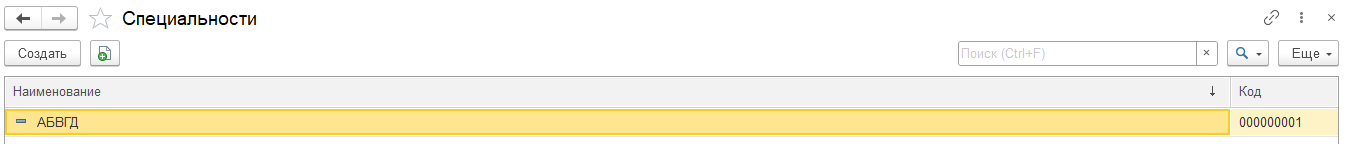 Специальности
Создать
Поиск (Ctrl+F)
×
Еще
Наименование ↓ Код
АБВГД 000000001